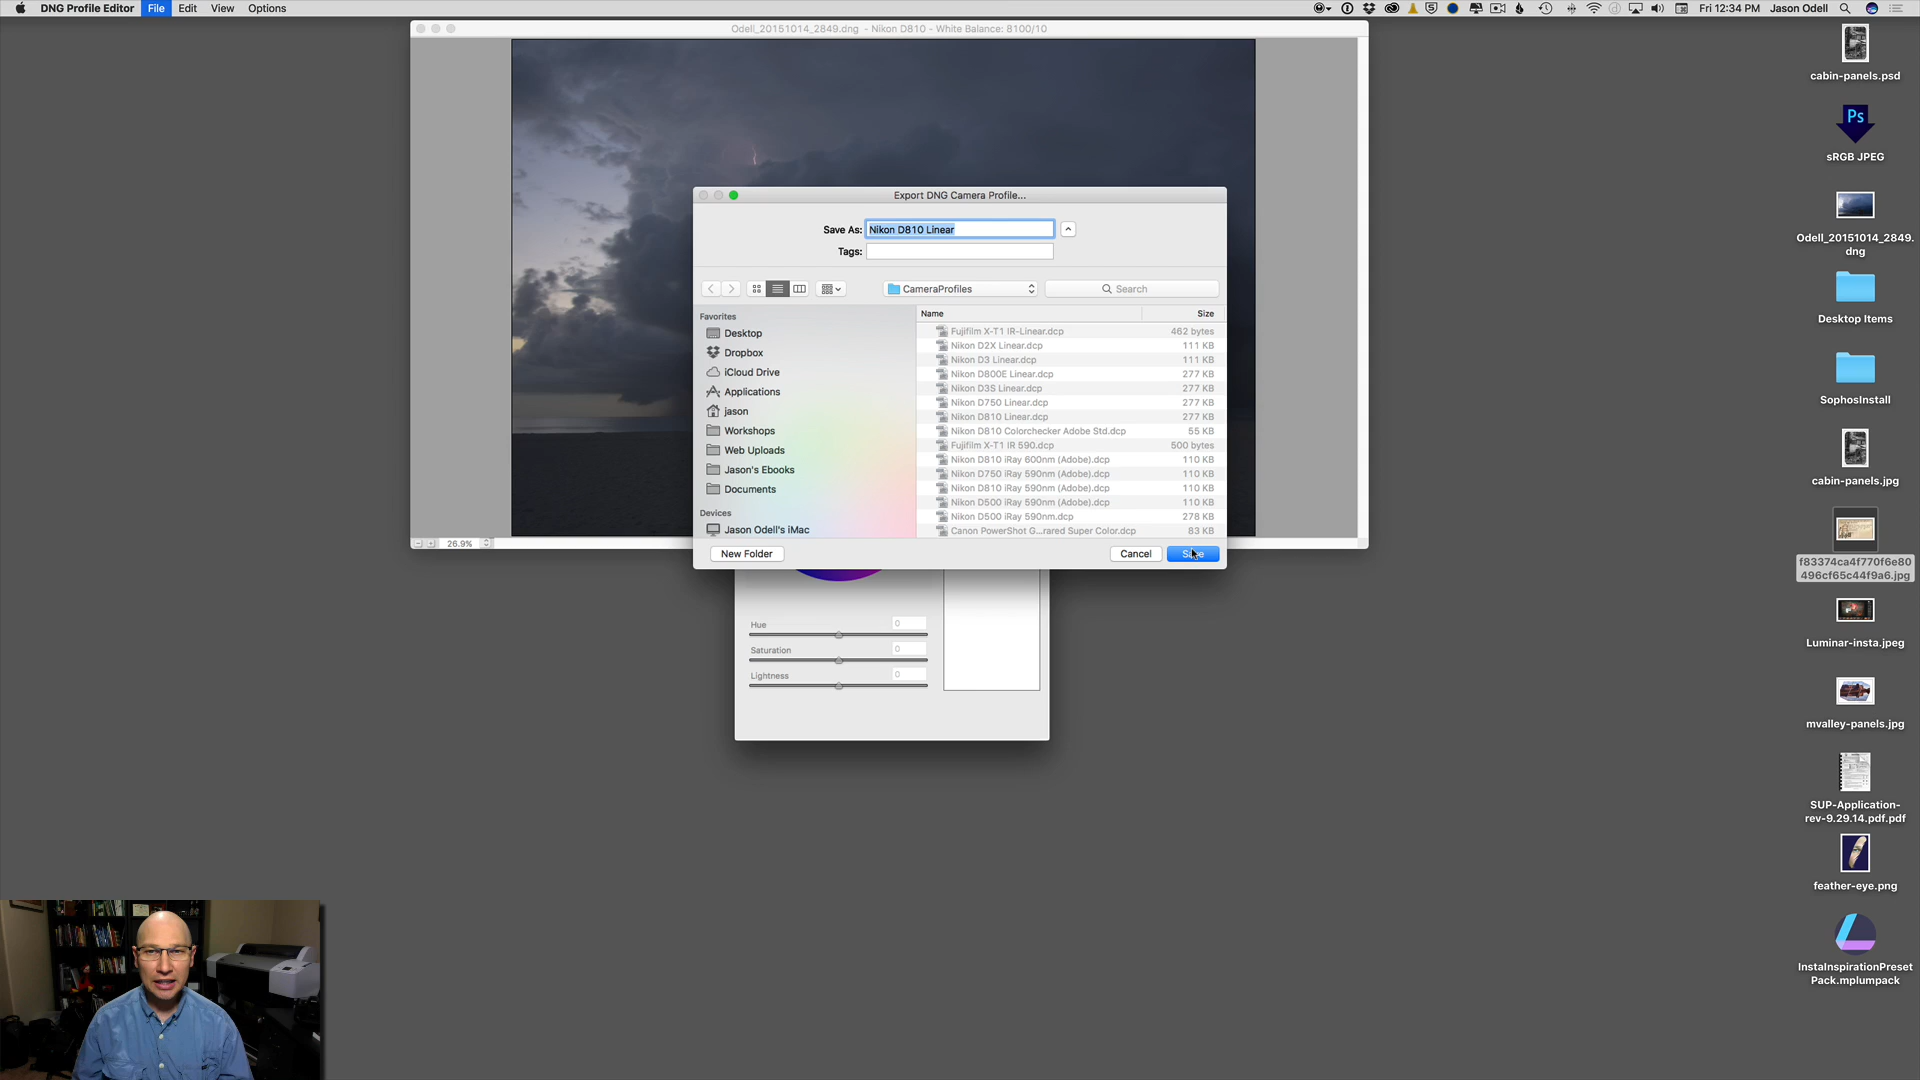 DNG Profile Editor File Edit View Options
Fri 12:34 PM Jason Odell
Odell_20151014_2849.dng - Nikon D810 - White Balance: 8100/10
Export DNG Camera Profile...
Save As: Nikon D810 Linear
Tags:
CameraProfiles
Search
Favorites
Desktop
Dropbox
iCloud Drive
Applications
jason
Workshops
Web Uploads
Jason's Ebooks
Documents
Devices
Jason Odell's iMac
Name Size
Fujifilm X-T1 IR-Linear.dcp 462 bytes
Nikon D2X Linear.dcp 111 KB
Nikon D3 Linear.dcp 111 KB
Nikon D800E Linear.dcp 277 KB
Nikon D3S Linear.dcp 277 KB
Nikon D750 Linear.dcp 277 KB
Nikon D810 Linear.dcp 277 KB
Nikon D810 Colorchecker Adobe Std.dcp 55 KB
Fujifilm X-T1 IR 590.dcp 500 bytes
Nikon D810 iRay 600nm (Adobe).dcp 110 KB
Nikon D750 iRay 590nm (Adobe).dcp 110 KB
Nikon D810 iRay 590nm (Adobe).dcp 110 KB
Nikon D500 iRay 590nm (Adobe).dcp 110 KB
Nikon D500 iRay 590nm.dcp 278 KB
Canon PowerShot G...rared Super Color.dcp 83 KB
New Folder
Cancel
Save
26.9%
Hue 0
Saturation 0
Lightness 0
cabin-panels.psd
Ps
sRGB JPEG
Odell_20151014_2849.
dng
Desktop Items
SophosInstall
cabin-panels.jpg
f83374ca4f770f6e80
496cf65c44f9a6.jpg
Luminar-insta.jpeg
mvalley-panels.jpg
SUP-Application-
rev-9.29.14.pdf.pdf
feather-eye.png
InstaInspirationPreset
Pack.mplumpack